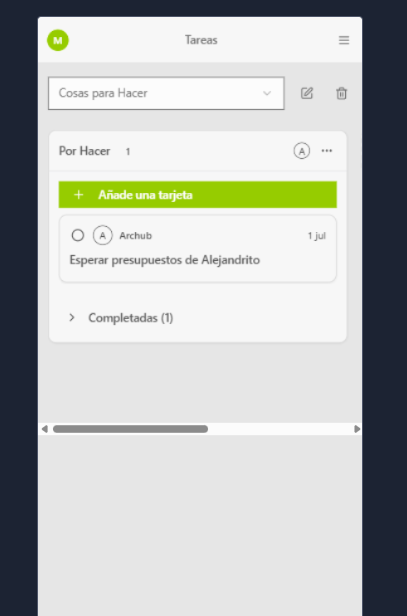 M
Tareas
Cosas para Hacer
Por Hacer 1 A ...
+ Añade una tarjeta
A Archub 1 jul
Esperar presupuestos de Alejandrito
Completadas (1)